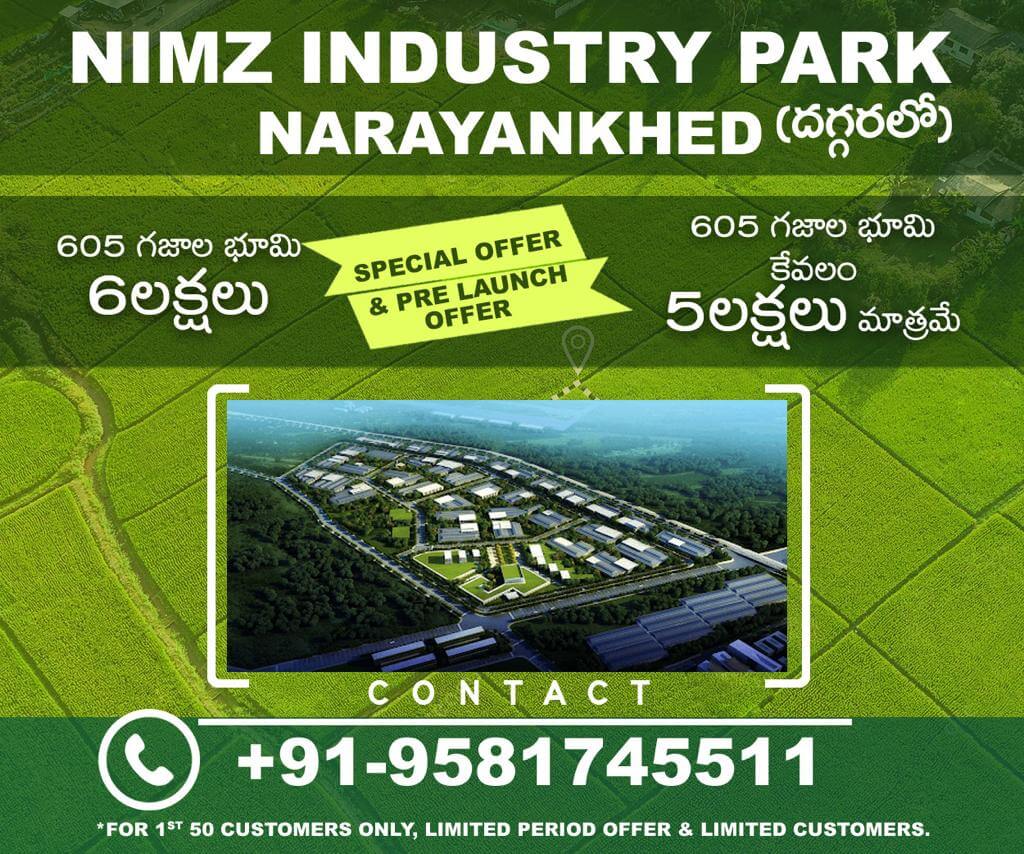 NIMZ INDUSTRY PARK
NARAYANKHED (దగ్గరలో)
605 గజాల భూమి
6లక్షలు
SPECIAL OFFER
& PRE LAUNCH
OFFER
605 గజాల భూమి
కేవలం
5లక్షలు మాత్రమే
CONTACT
+91-9581745511
*FOR 1ST 50 CUSTOMERS ONLY, LIMITED PERIOD OFFER & LIMITED CUSTOMERS.